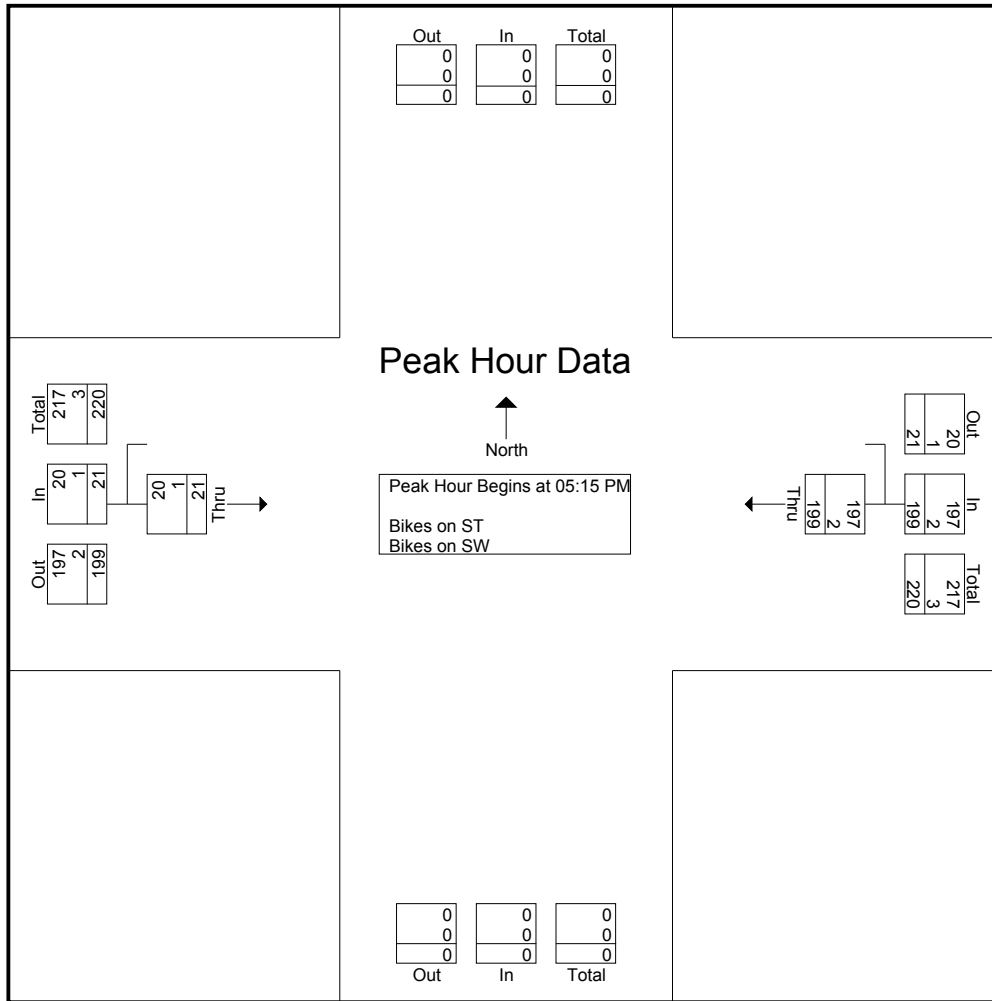 Out In Total
0 0 0
0 0 0
0 0 0
Peak Hour Data
North
Peak Hour Begins at 05:15 PM
Bikes on ST
Bikes on SW
Total
217
3
220
In
20
1
21
Out
197
2
199
20
1
21
Thru
Out
20
1
21
In
197
2
199
Total
217
3
220
197
2
199
Thru
0 0 0
0 0 0
0 0 0
Out In Total